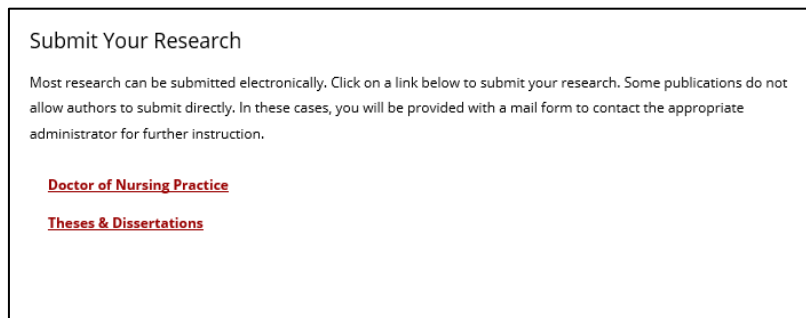 Submit Your Research
Most research can be submitted electronically. Click on a link below to submit your research. Some publications do not
allow authors to submit directly. In these cases, you will be provided with a mail form to contact the appropriate
administrator for further instruction.
Doctor of Nursing Practice
Theses & Dissertations